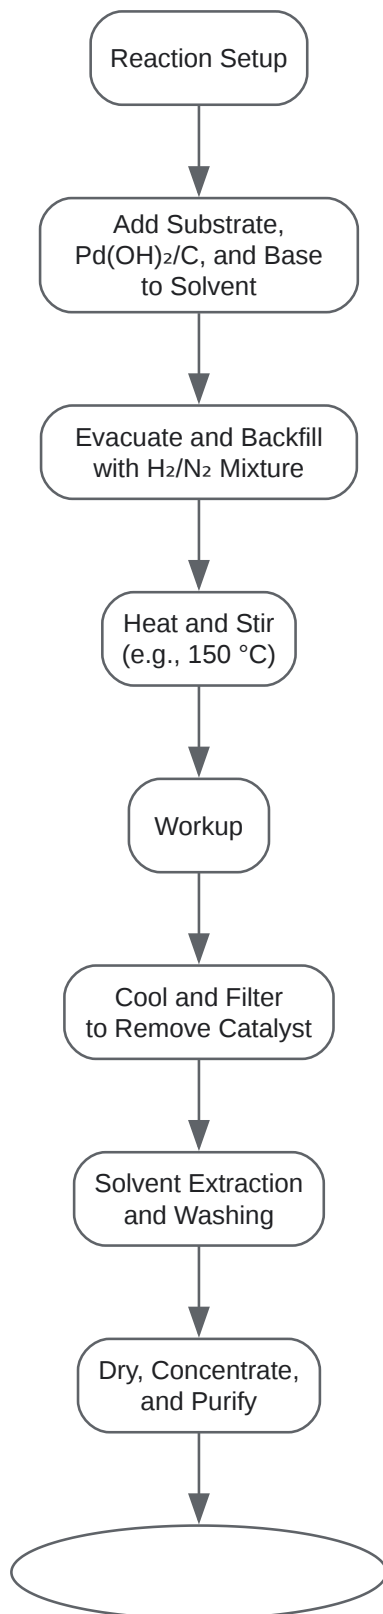 Reaction Setup
Add Substrate,
Pd(OH)₂/C, and Base
to Solvent
Evacuate and Backfill
with H₂/N₂ Mixture
Heat and Stir
(e.g., 150 °C)
Workup
Cool and Filter
to Remove Catalyst
Solvent Extraction
and Washing
Dry, Concentrate,
and Purify